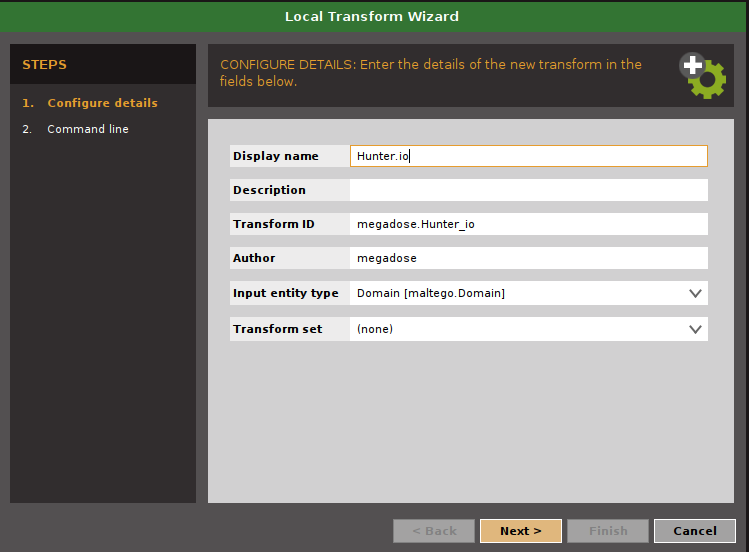 Local Transform Wizard
STEPS
1. Configure details
2. Command line
CONFIGURE DETAILS: Enter the details of the new transform in the
fields below.
Display name Hunter.io
Description
Transform ID megadose.Hunter_io
Author megadose
Input entity type Domain [maltego.Domain]
Transform set (none)
< Back Next > Finish Cancel